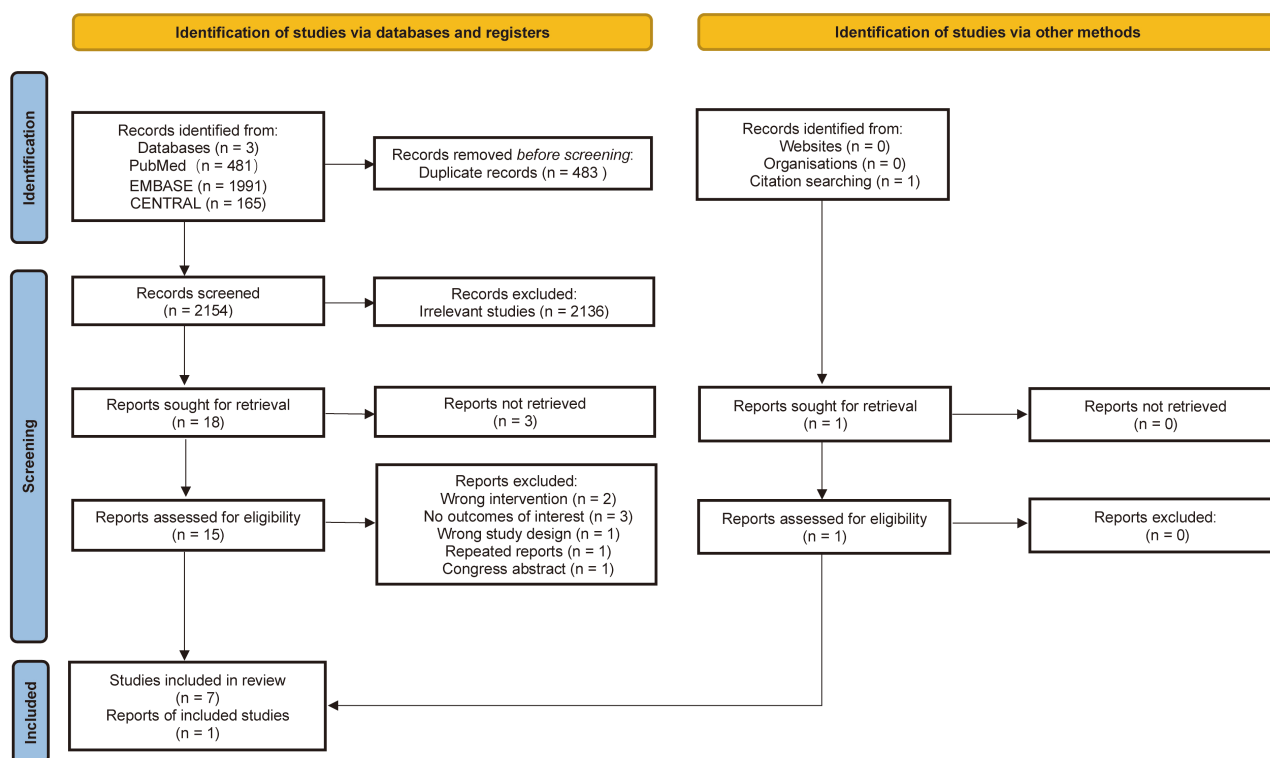 Identification of studies via databases and registers
Identification of studies via other methods
Identification
Records identified from:
Databases (n = 3)
PubMed (n = 481)
EMBASE (n = 1991)
CENTRAL (n = 165)
Records removed before screening:
Duplicate records (n = 483 )
Records identified from:
Websites (n = 0)
Organisations (n = 0)
Citation searching (n = 1)
Screening
Records screened
(n = 2154)
Records excluded:
Irrelevant studies (n = 2136)
Reports sought for retrieval
(n = 18)
Reports not retrieved
(n = 3)
Reports sought for retrieval
(n = 1)
Reports not retrieved
(n = 0)
Reports assessed for eligibility
(n = 15)
Reports excluded:
Wrong intervention (n = 2)
No outcomes of interest (n = 3)
Wrong study design (n = 1)
Repeated reports (n = 1)
Congress abstract (n = 1)
Reports assessed for eligibility
(n = 1)
Reports excluded:
(n = 0)
Included
Studies included in review
(n = 7)
Reports of included studies
(n = 1)